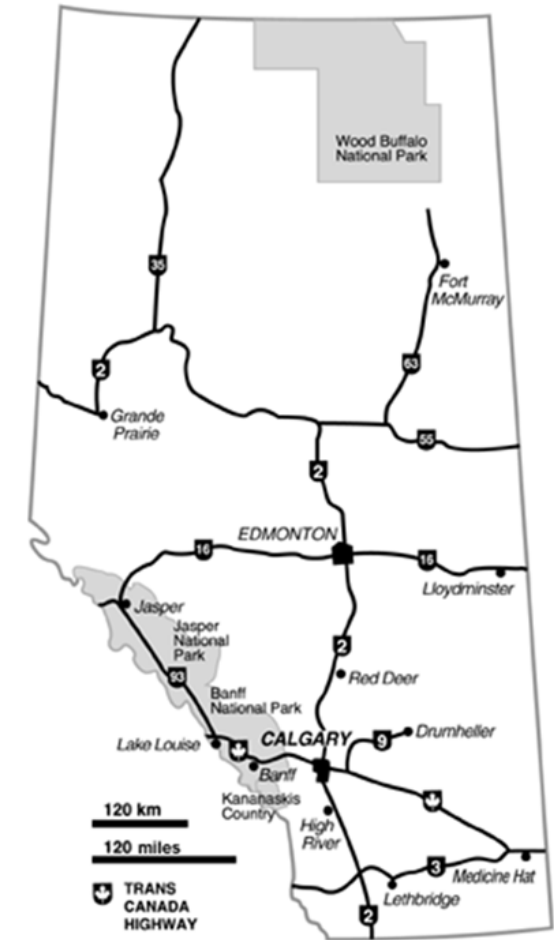 Wood Buffalo
National Park
35
Fort
McMurray
2
63
Grande
Prairie
55
2
EDMONTON
16
16
Lloydminster
Jasper
Jasper
National
Park
2
93
Red Deer
Banff
National Park
Lake Louise
CALGARY
9
Drumheller
Banff
Kananaskis
Country
High
River
120 km
120 miles
3
Medicine Hat
Lethbridge
TRANS
CANADA
HIGHWAY
2